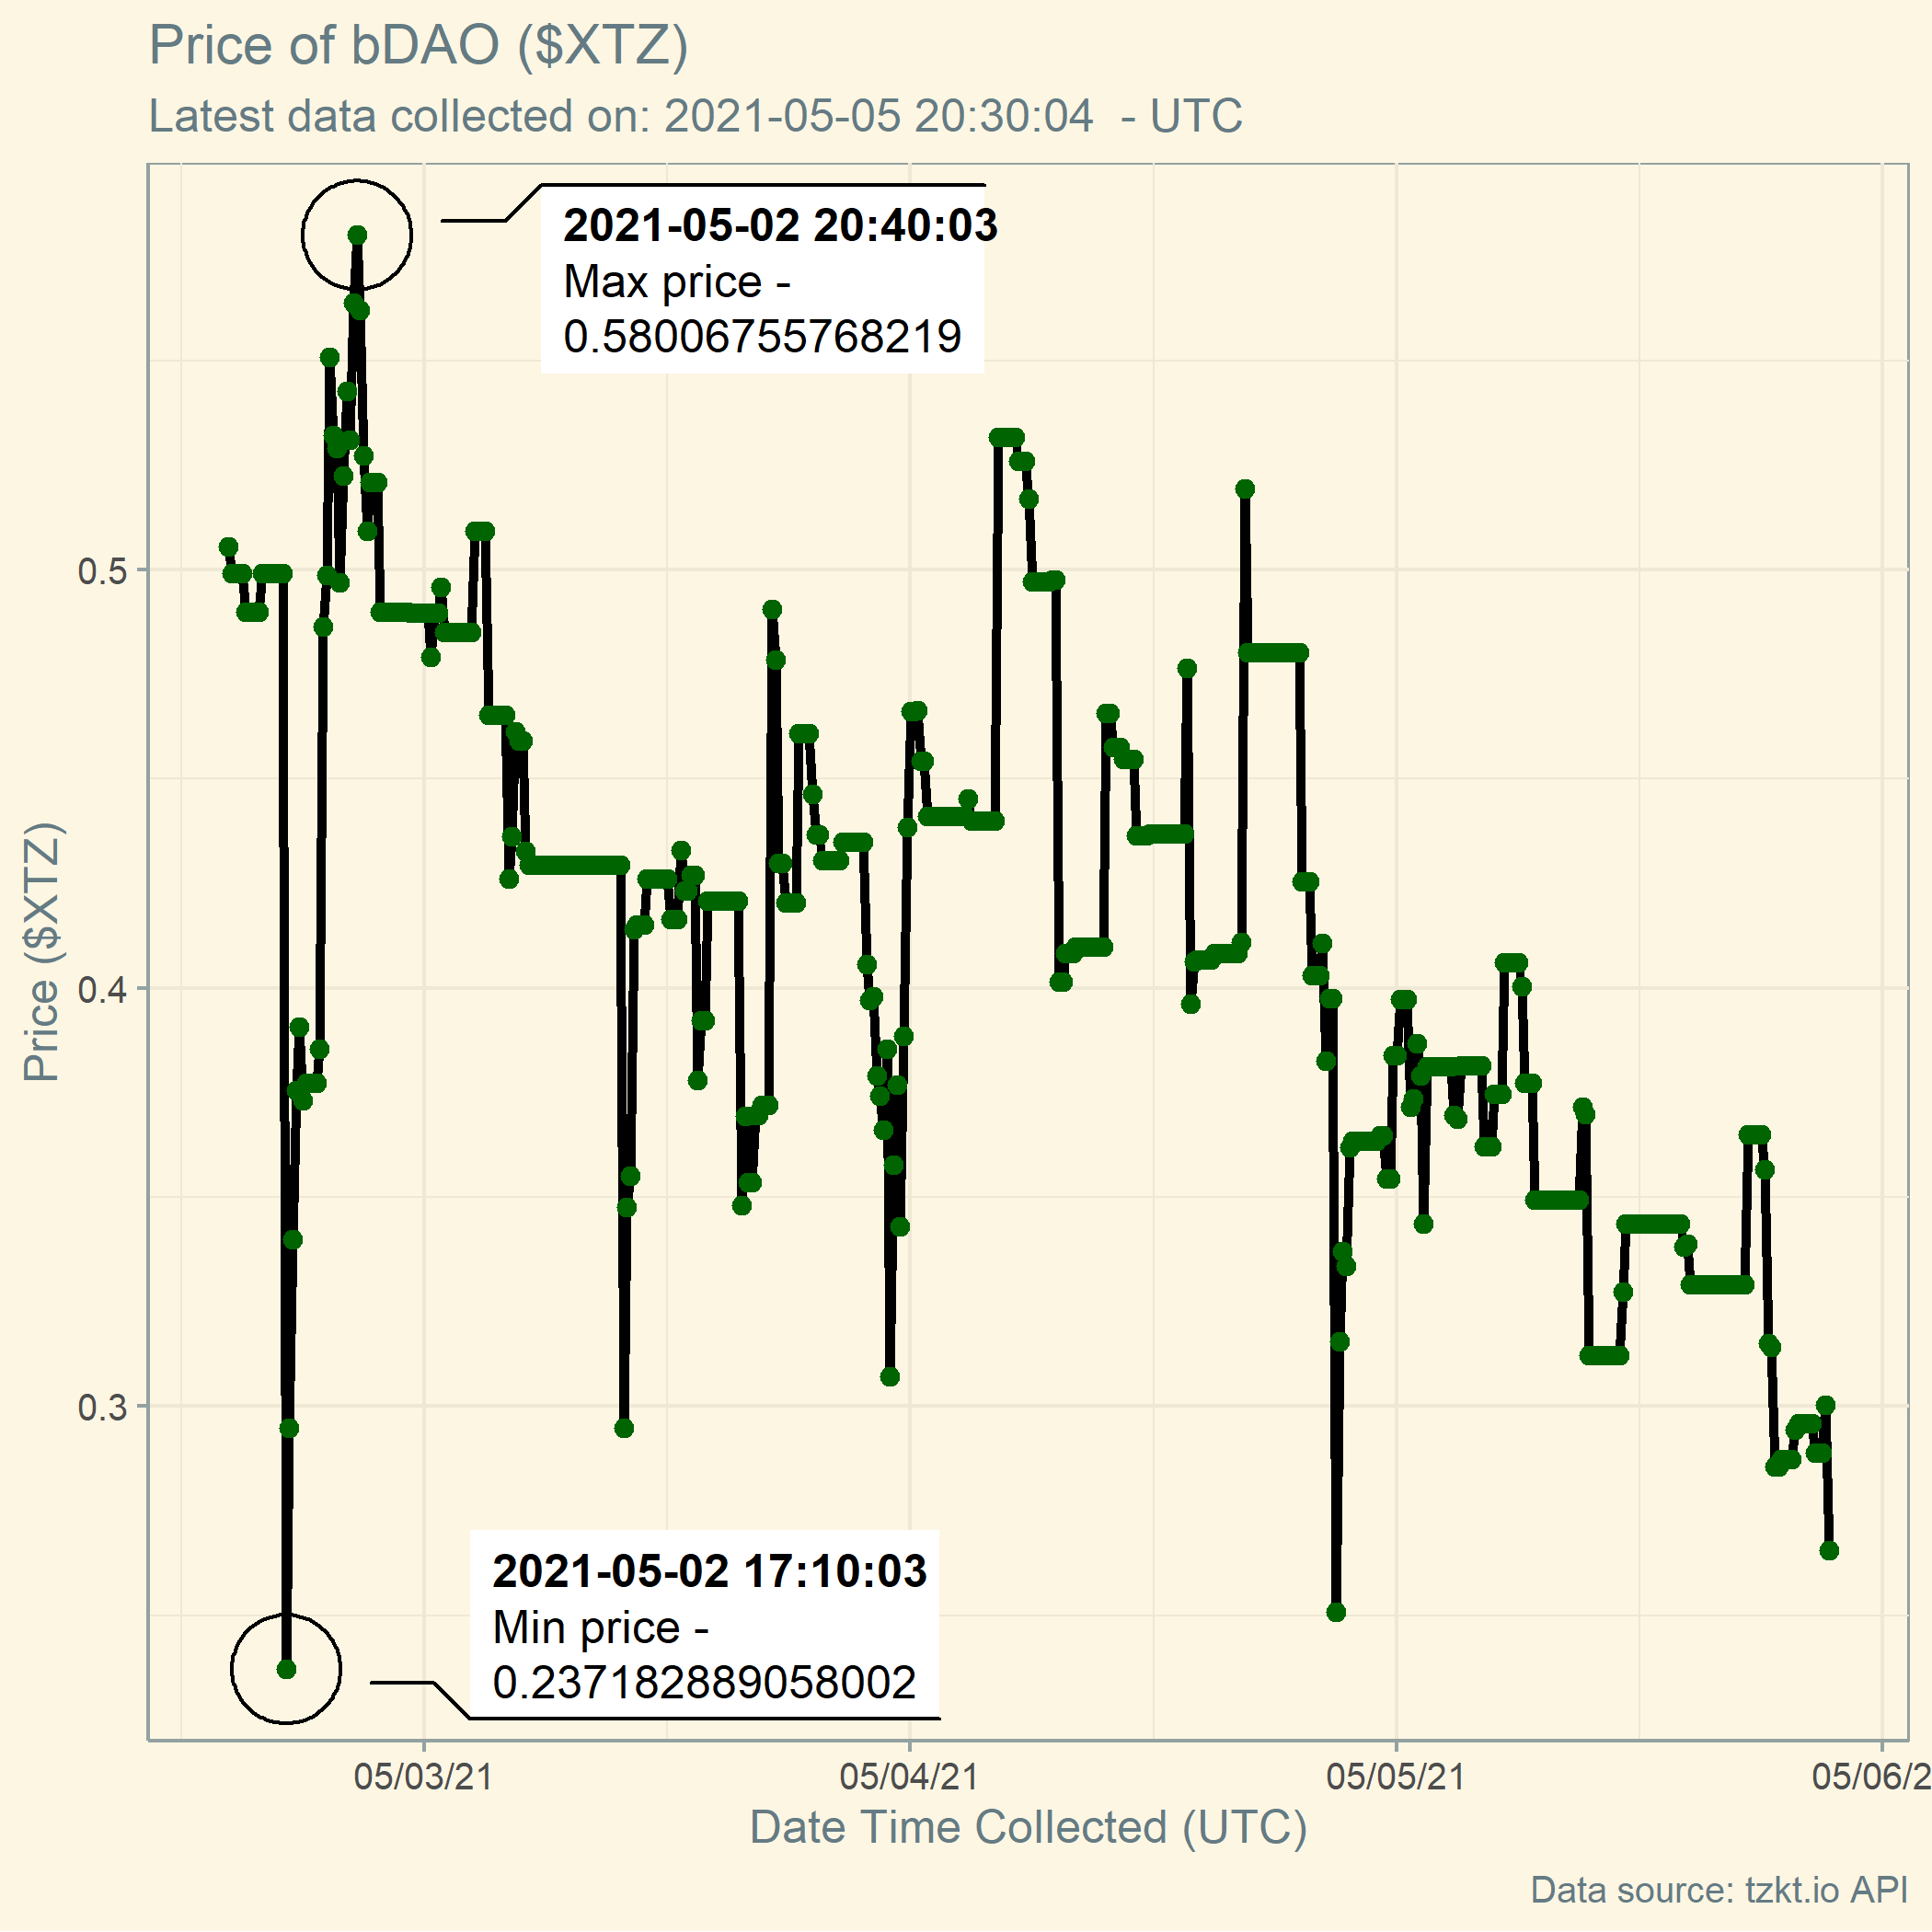 Price of bDAO ($XTZ)
Latest data collected on: 2021-05-05 20:30:04  - UTC
2021-05-02 20:40:03
Max price -
0.58006755768219
0.5
0.4
0.3
Price ($XTZ)
2021-05-02 17:10:03
Min price -
0.237182889058002
05/03/21
05/04/21
05/05/21
05/06/2
Date Time Collected (UTC)
Data source: tzkt.io API